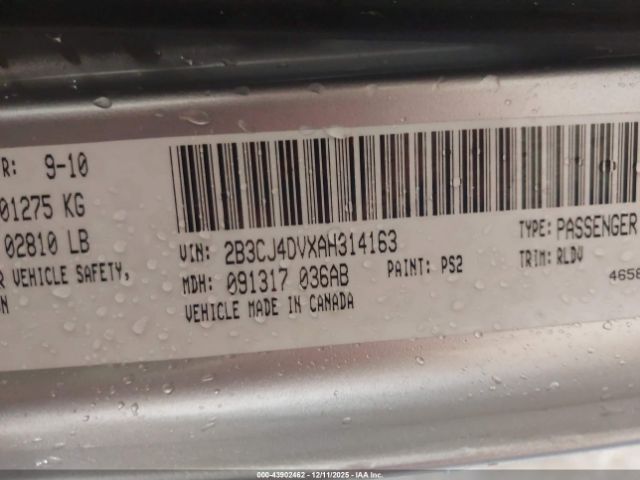 R: 9-10
01275 KG
02810 LB
R VEHICLE SAFETY,
ON
VIN: 2B3CJ4DVXAH314163
TYPE: PASSENGER
MDH: 091317 036AB
PAINT: PS2
TRIM: RLDV
VEHICLE MADE IN CANADA
4658
000-43902462 - 12/11/2025 - IAA Inc.